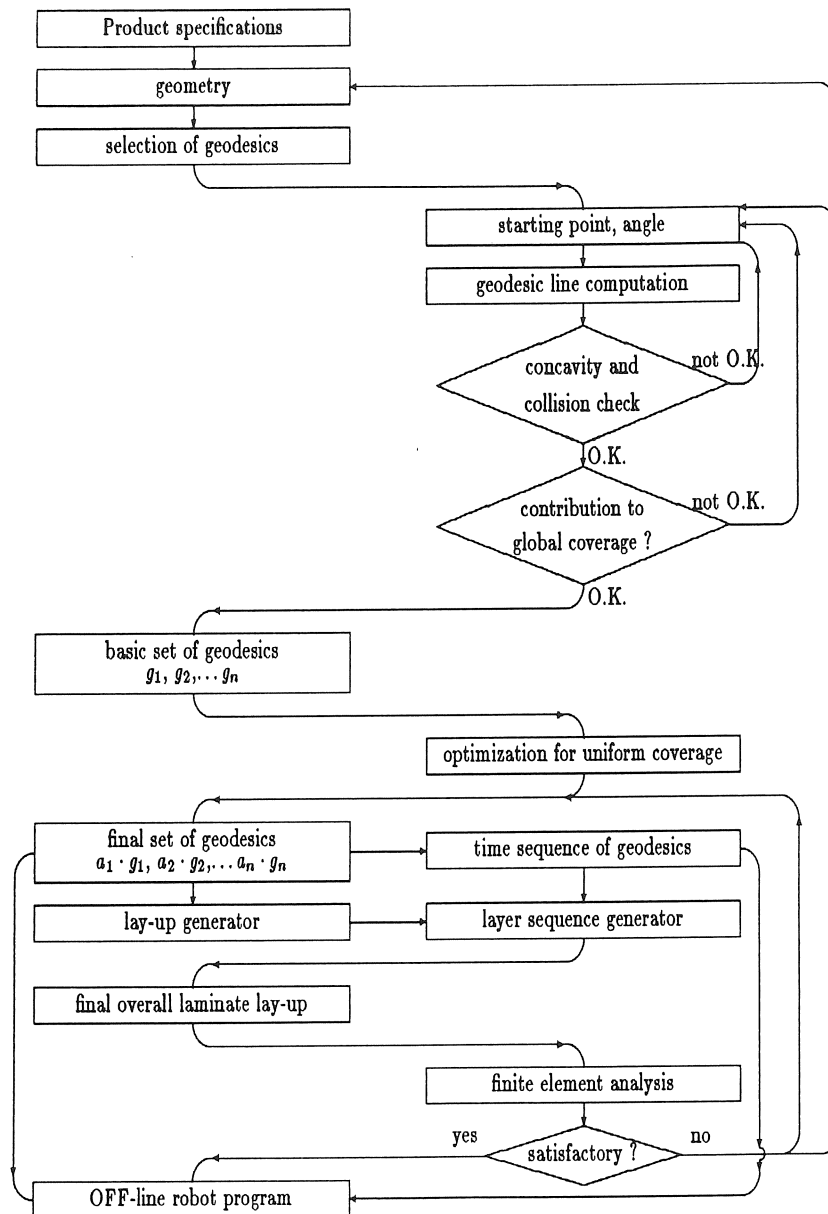 Product specifications
geometry
selection of geodesics
starting point, angle
geodesic line computation
concavity and
collision check
not O.K.
O.K.
contribution to
global coverage ?
not O.K.
O.K.
basic set of geodesics
g₁, g₂,... gₙ
optimization for uniform coverage
final set of geodesics
a₁ · g₁, a₂ · g₂,... aₙ · gₙ
time sequence of geodesics
lay-up generator
layer sequence generator
final overall laminate lay-up
finite element analysis
yes
satisfactory ?
no
OFF-line robot program